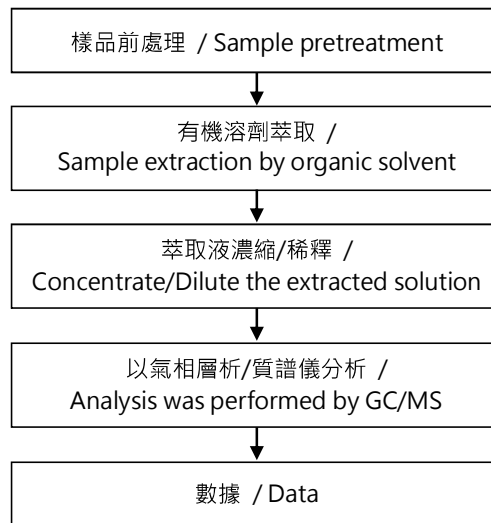 樣品前處理 / Sample pretreatment
有機溶劑萃取 /
Sample extraction by organic solvent
萃取液濃縮/稀釋 /
Concentrate/Dilute the extracted solution
以氣相層析/質譜儀分析 /
Analysis was performed by GC/MS
數據 / Data